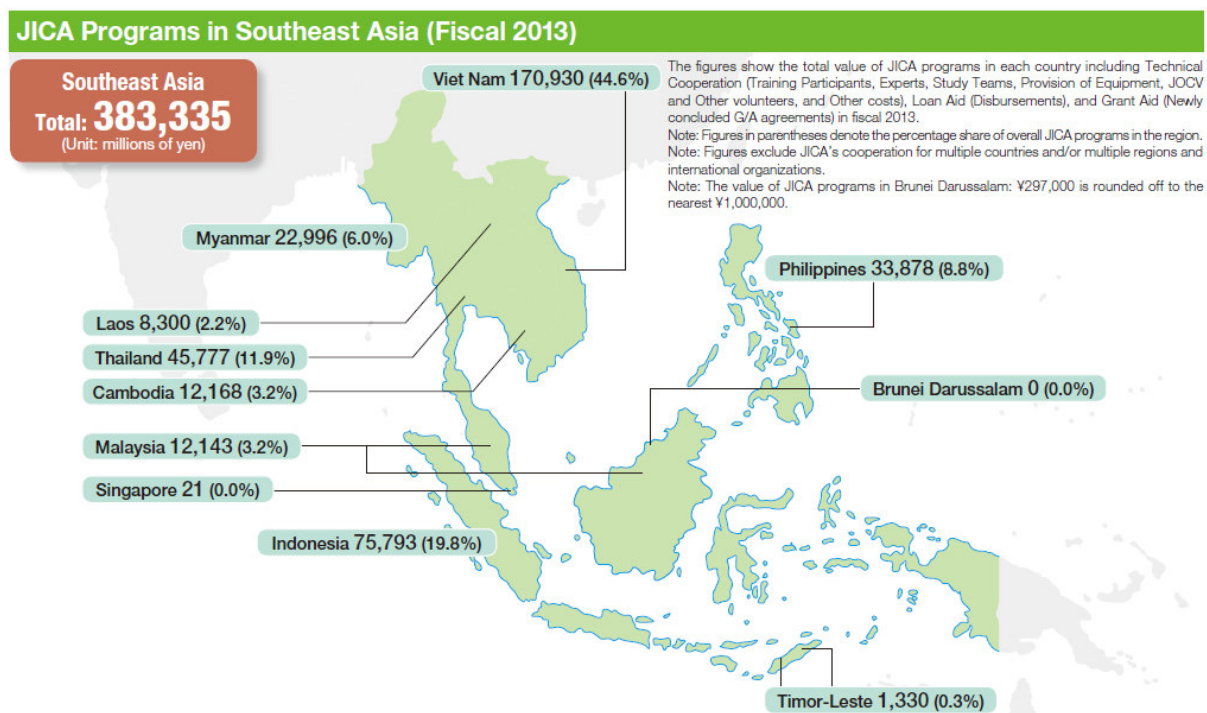 JICA Programs in Southeast Asia (Fiscal 2013)
Southeast Asia
Total: 383,335
(Unit: millions of yen)
The figures show the total value of JICA programs in each country including Technical
Cooperation (Training Participants, Experts, Study Teams, Provision of Equipment, JOCV
and Other volunteers, and Other costs), Loan Aid (Disbursements), and Grant Aid (Newly
concluded G/A agreements) in fiscal 2013.
Note: Figures in parentheses denote the percentage share of overall JICA programs in the region.
Note: Figures exclude JICA's cooperation for multiple countries and/or multiple regions and
international organizations.
Note: The value of JICA programs in Brunei Darussalam: ¥297,000 is rounded off to the
nearest ¥1,000,000.
Viet Nam 170,930 (44.6%)
Myanmar 22,996 (6.0%)
Philippines 33,878 (8.8%)
Laos 8,300 (2.2%)
Thailand 45,777 (11.9%)
Cambodia 12,168 (3.2%)
Brunei Darussalam 0 (0.0%)
Malaysia 12,143 (3.2%)
Singapore 21 (0.0%)
Indonesia 75,793 (19.8%)
Timor-Leste 1,330 (0.3%)